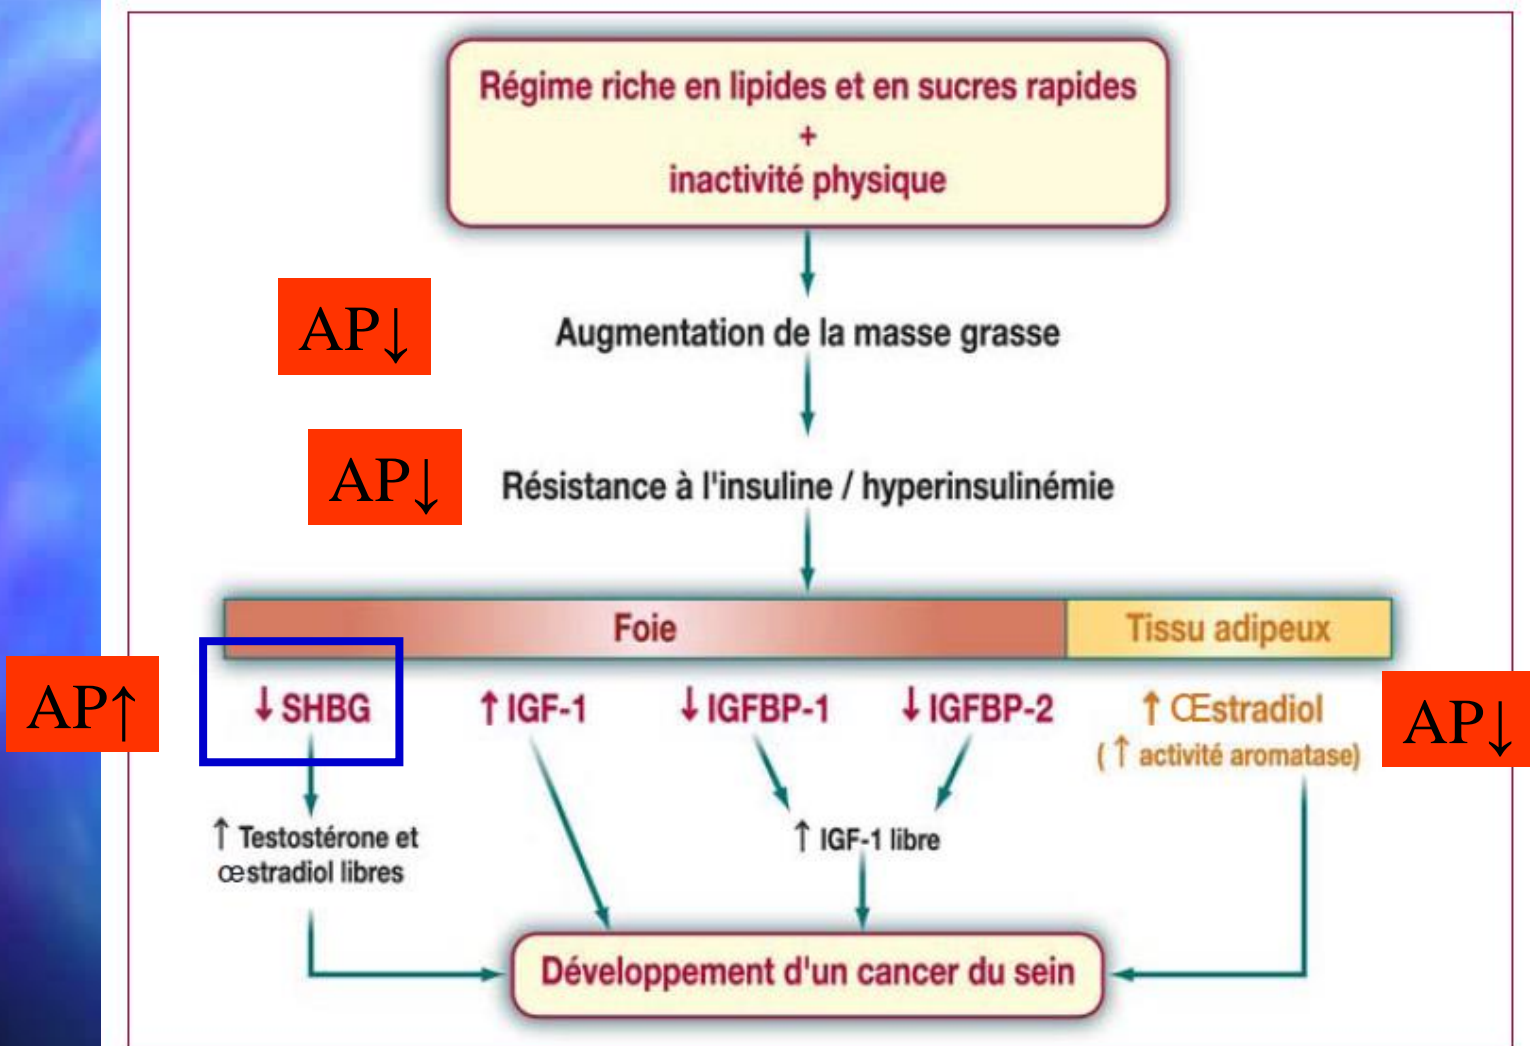 Régime riche en lipides et en sucres rapides
+
inactivité physique
AP↓
Augmentation de la masse grasse
AP↓
Résistance à l'insuline / hyperinsulinémie
Foie
Tissu adipeux
AP↑
↓ SHBG
↑ IGF-1
↓ IGFBP-1
↓ IGFBP-2
↑ Œstradiol
( ↑ activité aromatase)
AP↓
↑ Testostérone et
œstradiol libres
↑ IGF-1 libre
Développement d'un cancer du sein